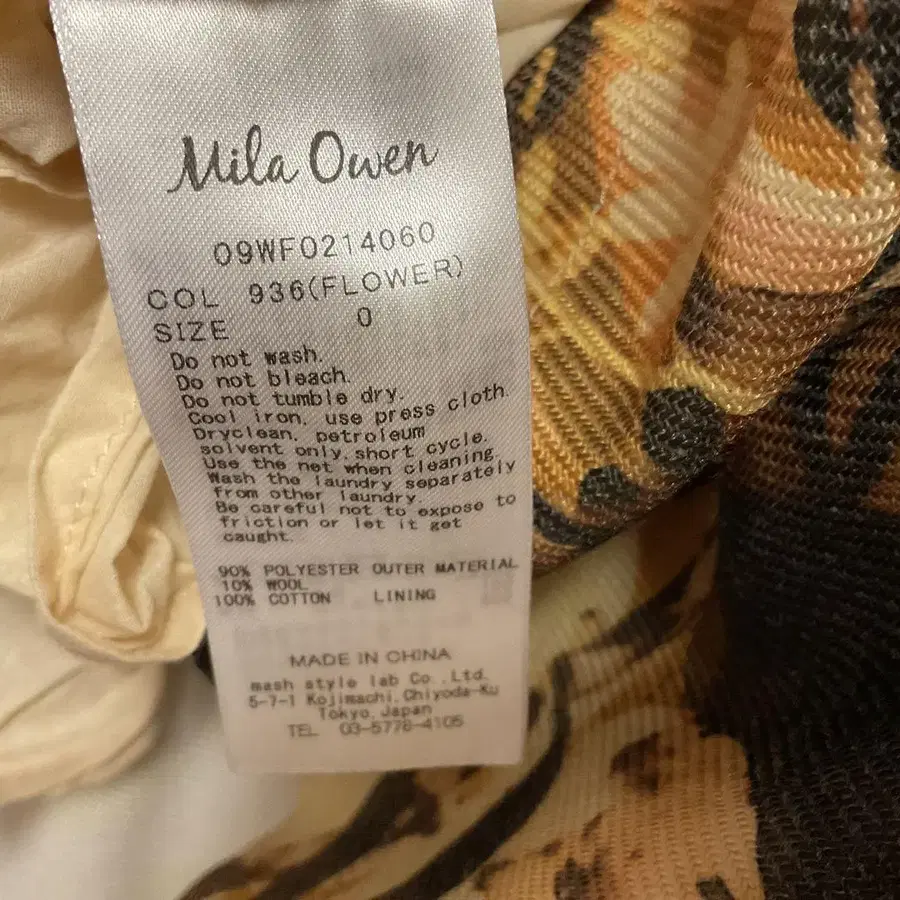 Mila Owen
09WF0214060
COL 936(FLOWER)
SIZE 0
Do not wash.
Do not bleach.
Do not tumble dry.
Cool iron, use press cloth.
Dryclean, petroleum
solvent only, short cycle.
Use the net when cleaning.
Wash the laundry separately
from other laundry.
Be careful not to expose to
friction or let it get
caught.
90% POLYESTER OUTER MATERIAL
10% WOOL
100% COTTON LINING
MADE IN CHINA
mash style lab Co.,Ltd.
5-7-1 Kojimachi,Chiyoda-Ku
Tokyo,Japan
TEL 03-5778-4105